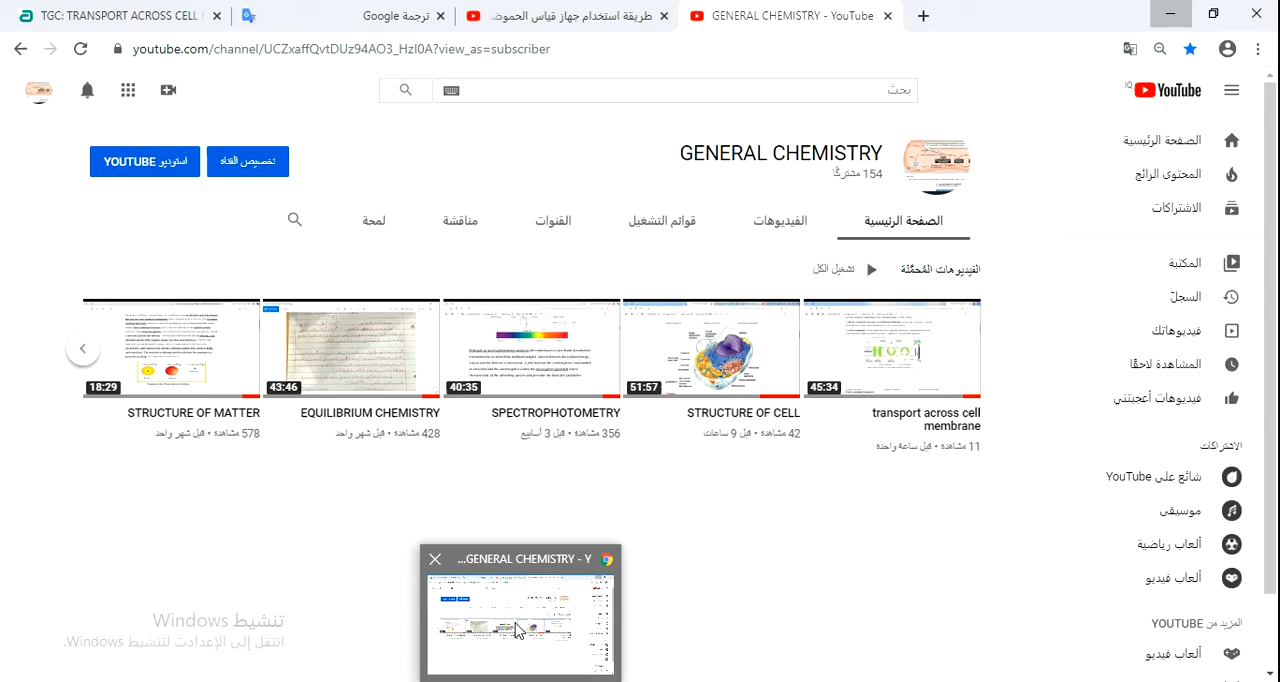 TGC: TRANSPORT ACROSS CELL
ترجمة Google
طريقة استخدام جهاز قياس الحموضة
GENERAL CHEMISTRY - YouTube
youtube.com/channel/UCZxaffQvtDUz94AO3_HzI0A?view_as=subscriber
بحث
YouTube IQ
GENERAL CHEMISTRY
154 مشتركًا
تخصيص القناة
استوديو YOUTUBE
الصفحة الرئيسية
الفيديوهات
قوائم التشغيل
القنوات
مناقشة
لمحة
الفيديوهات المُحمَّلة
تشغيل الكل
45:34
51:57
40:35
43:46
18:29
transport across cell
membrane
11 مشاهدة • قبل ساعة واحدة
STRUCTURE OF CELL
42 مشاهدة • قبل 9 ساعات
SPECTROPHOTOMETRY
356 مشاهدة • قبل 3 أسابيع
EQUILIBRIUM CHEMISTRY
428 مشاهدة • قبل شهر واحد
STRUCTURE OF MATTER
578 مشاهدة • قبل شهر واحد
الصفحة الرئيسية
المحتوى الرائج
الاشتراكات
المكتبة
السجلّ
فيديوهاتك
المشاهدة لاحقًا
فيديوهات أعجبتني
الاشتراكات
شائع على YouTube
موسيقى
ألعاب رياضية
ألعاب فيديو
المزيد من YOUTUBE
ألعاب فيديو
...GENERAL CHEMISTRY - Y
تنشيط Windows
انتقل إلى الإعدادات لتنشيط Windows.